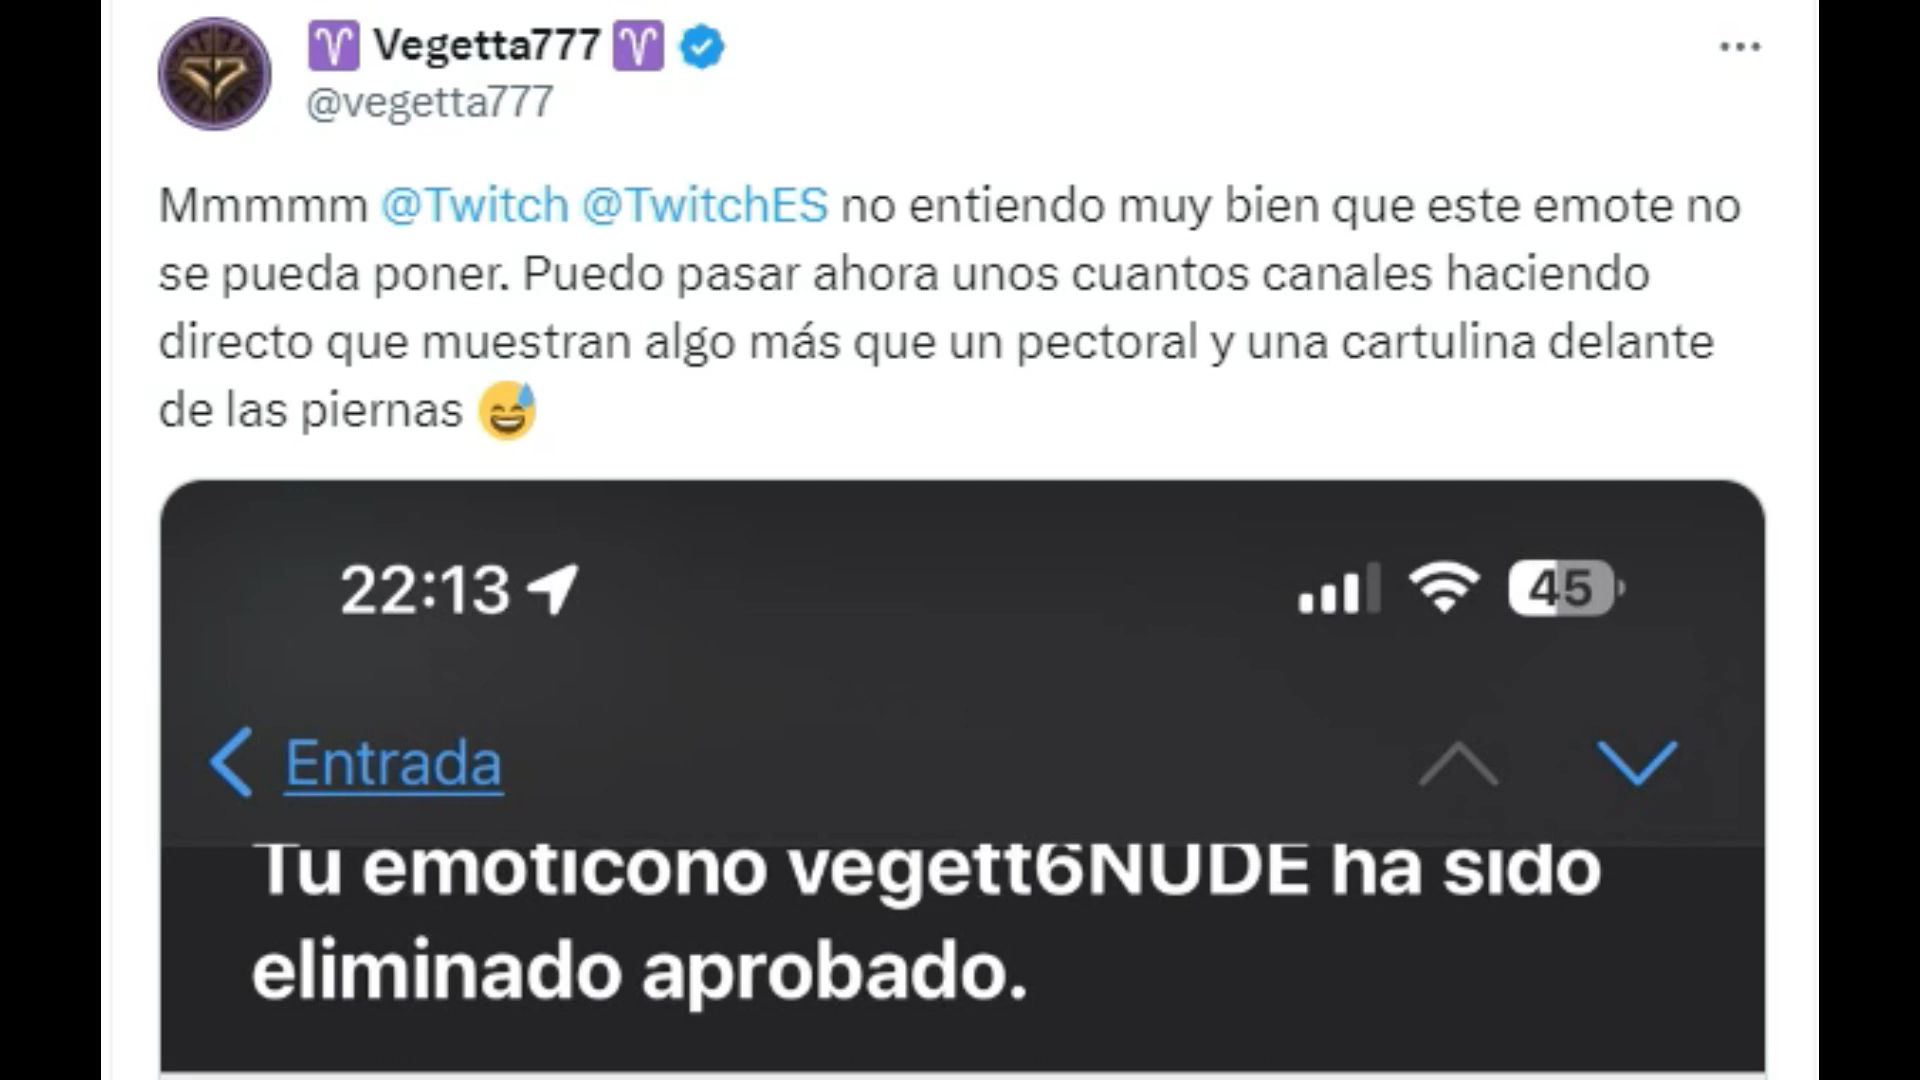 ♈ Vegetta777 ♈
@vegetta777
Mmmmm @Twitch @TwitchES no entiendo muy bien que este emote no
se pueda poner. Puedo pasar ahora unos cuantos canales haciendo
directo que muestran algo más que un pectoral y una cartulina delante
de las piernas 😅
22:13 45
Entrada
Tu emoticono vegett6NUDE ha sido
eliminado aprobado.